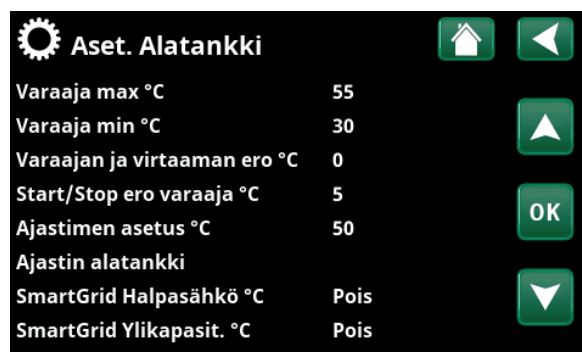 Aset. Alatankki
Varaaja max °C 55
Varaaja min °C 30
Varaajan ja virtaaman ero °C 0
Start/Stop ero varaaja °C 5
Ajastimen asetus °C 50
Ajastin alatankki
SmartGrid Halpasähkö °C Pois
SmartGrid Ylikapasit. °C Pois
OK